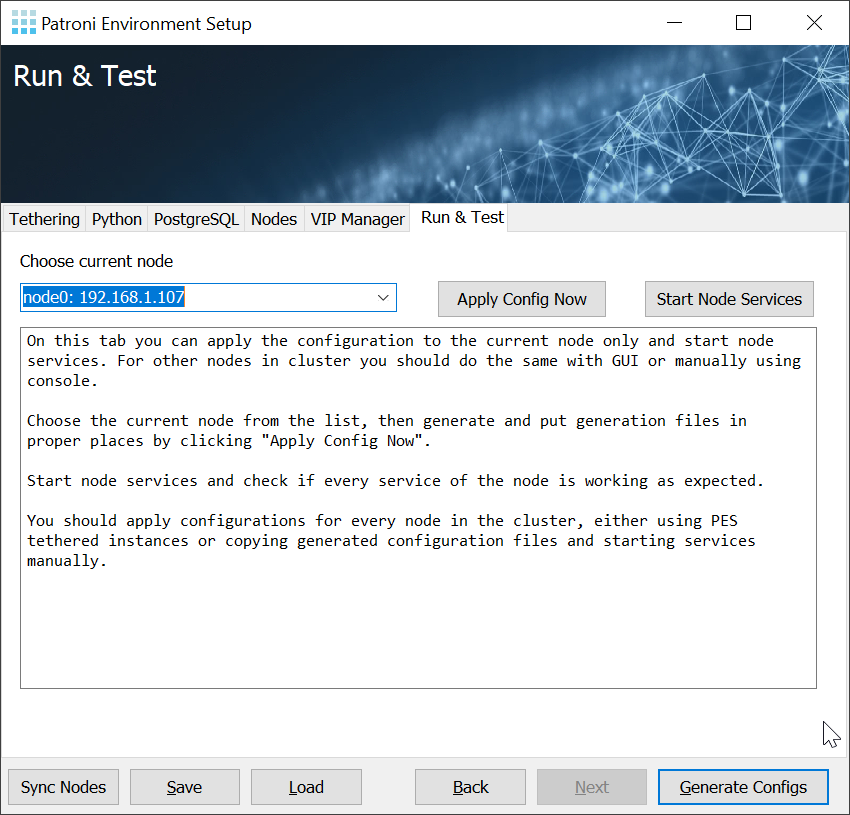 Patroni Environment Setup
Run & Test
Tethering Python PostgreSQL Nodes VIP Manager Run & Test
Choose current node
node0: 192.168.1.107 Apply Config Now Start Node Services
On this tab you can apply the configuration to the current node only and start node
services. For other nodes in cluster you should do the same with GUI or manually using
console.
Choose the current node from the list, then generate and put generation files in
proper places by clicking "Apply Config Now".
Start node services and check if every service of the node is working as expected.
You should apply configurations for every node in the cluster, either using PES
tethered instances or copying generated configuration files and starting services
manually.
Sync Nodes Save Load Back Next Generate Configs